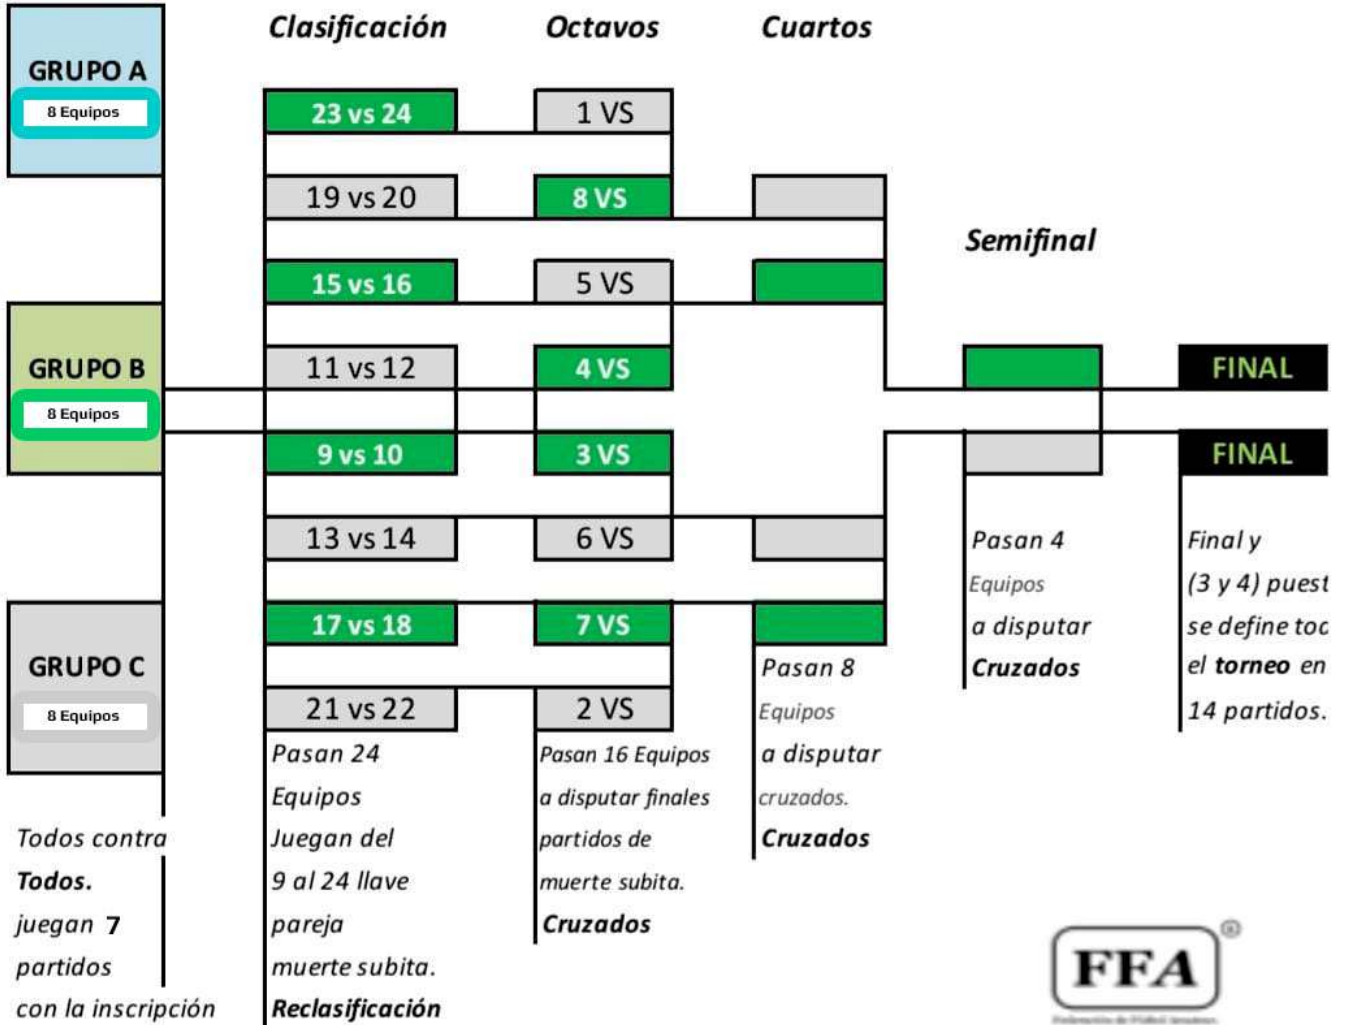 Clasificación
Octavos
Cuartos
Semifinal
GRUPO A
8 Equipos
GRUPO B
8 Equipos
GRUPO C
8 Equipos
Todos contra
Todos.
juegan 7
partidos
con la inscripción
23 vs 24
19 vs 20
15 vs 16
11 vs 12
9 vs 10
13 vs 14
17 vs 18
21 vs 22
Pasan 24
Equipos
Juegan del
9 al 24 llave
pareja
muerte subita.
Reclasificación
1 VS
8 VS
5 VS
4 VS
3 VS
6 VS
7 VS
2 VS
Pasan 16 Equipos
a disputar finales
partidos de
muerte subita.
Cruzados
Pasan 8
Equipos
a disputar
cruzados.
Cruzados
Pasan 4
Equipos
a disputar
Cruzados
FINAL
FINAL
Final y
(3 y 4) puest
se define toc
el torneo en
14 partidos.
FFA
®